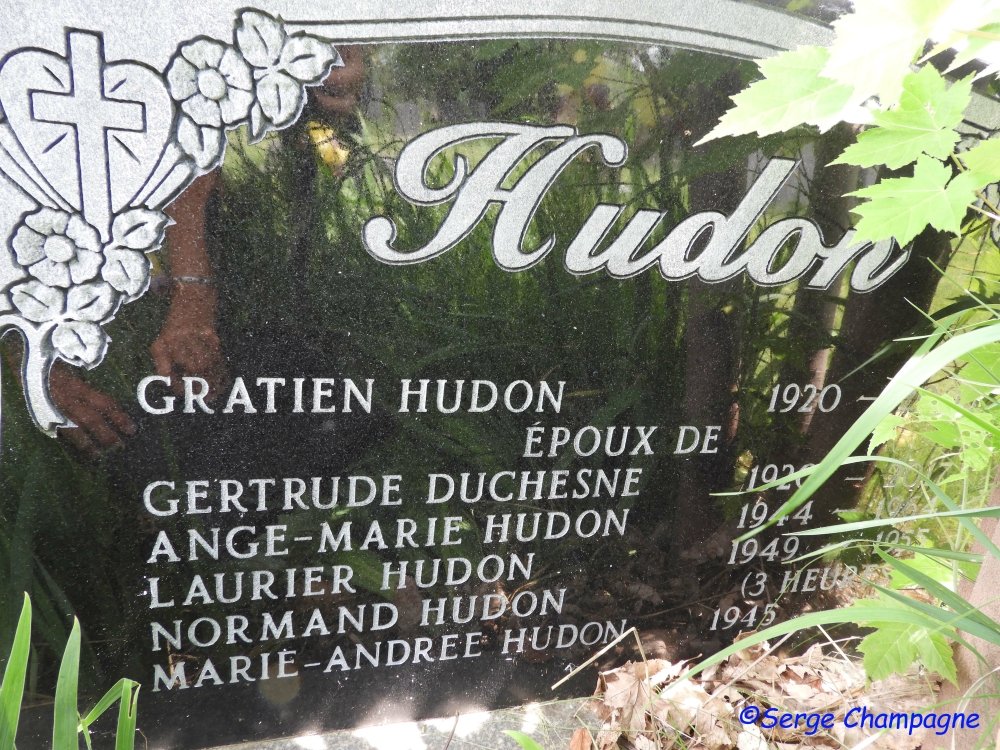 Hudon
GRATIEN HUDON 1920 -
ÉPOUX DE
GERTRUDE DUCHESNE
ANGE-MARIE HUDON 1944 -
LAURIER HUDON 1949
NORMAND HUDON (3
MARIE-ANDRÉE HUDON 1945
©Serge Champagne